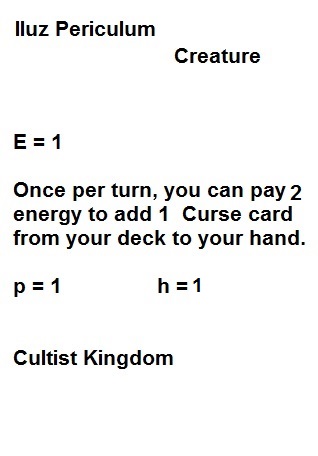 Iluz Periculum
Creature
E = 1
Once per turn, you can pay 2
energy to add 1 Curse card
from your deck to your hand.
p = 1 h = 1
Cultist Kingdom